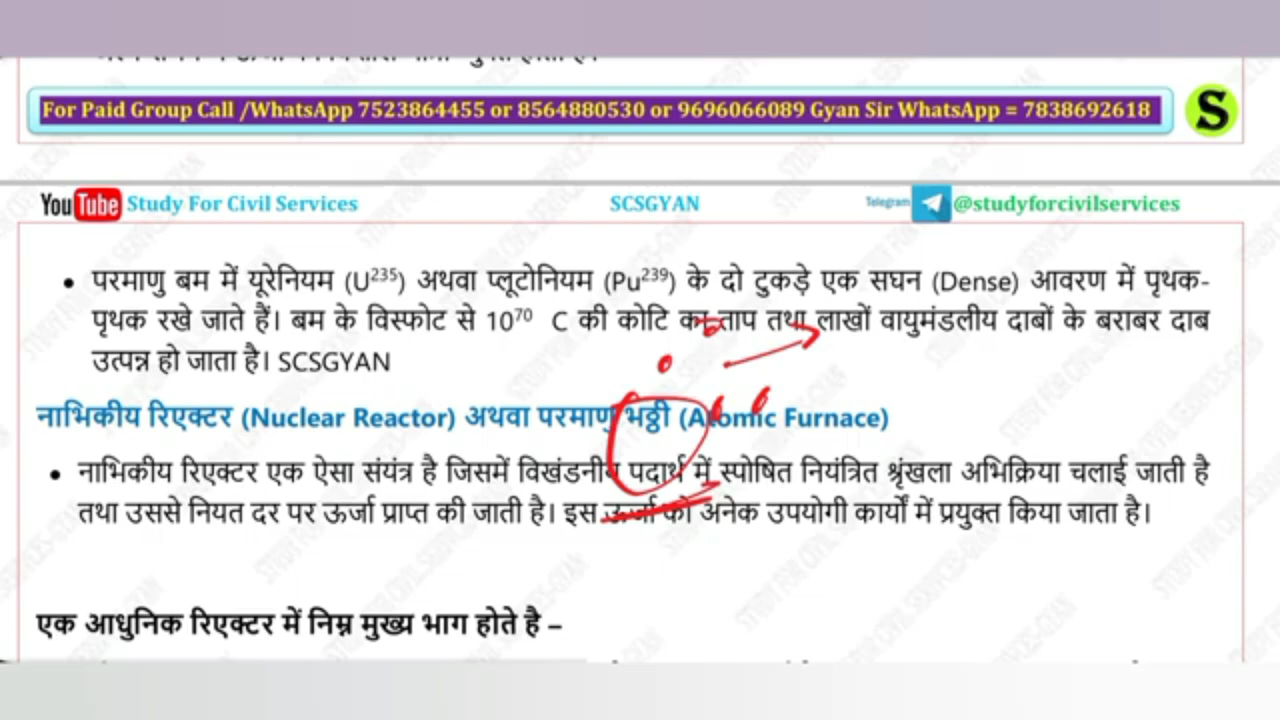 For Paid Group Call /WhatsApp 7523864455 or 8564880530 or 9696066089 Gyan Sir WhatsApp = 7838692618
S
YouTube Study For Civil Services SCSGYAN Telegram @studyforcivilservices
• परमाणु बम में यूरेनियम (U²³⁵) अथवा प्लूटोनियम (Pu²³⁹) के दो टुकड़े एक सघन (Dense) आवरण में पृथक-
पृथक रखे जाते हैं। बम के विस्फोट से 10⁷⁰ C की कोटि का ताप तथा लाखों वायुमंडलीय दाबों के बराबर दाब
उत्पन्न हो जाता है। SCSGYAN
नाभिकीय रिएक्टर (Nuclear Reactor) अथवा परमाणु भठ्ठी (Atomic Furnace)
• नाभिकीय रिएक्टर एक ऐसा संयंत्र है जिसमें विखंडनीय पदार्थ में स्पोषित नियंत्रित श्रृंखला अभिक्रिया चलाई जाती है
तथा उससे नियत दर पर ऊर्जा प्राप्त की जाती है। इस ऊर्जा को अनेक उपयोगी कार्यों में प्रयुक्त किया जाता है।
एक आधुनिक रिएक्टर में निम्न मुख्य भाग होते है –